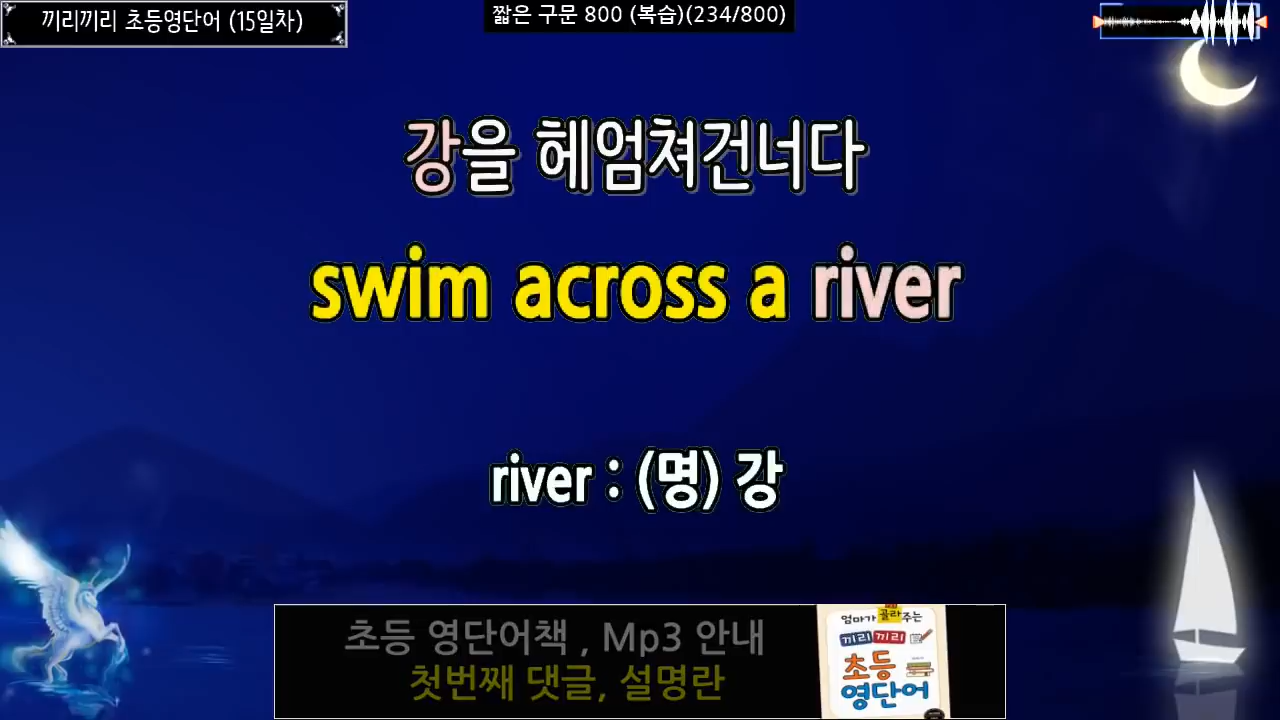 끼리끼리 초등영단어 (15일차)
짧은 구문 800 (복습)(234/800)
강을 헤엄쳐건너다
swim across a river
river : (명) 강
초등 영단어책 , Mp3 안내
첫번째 댓글, 설명란
엄마가 골라주는
끼리끼리
초등
영단어